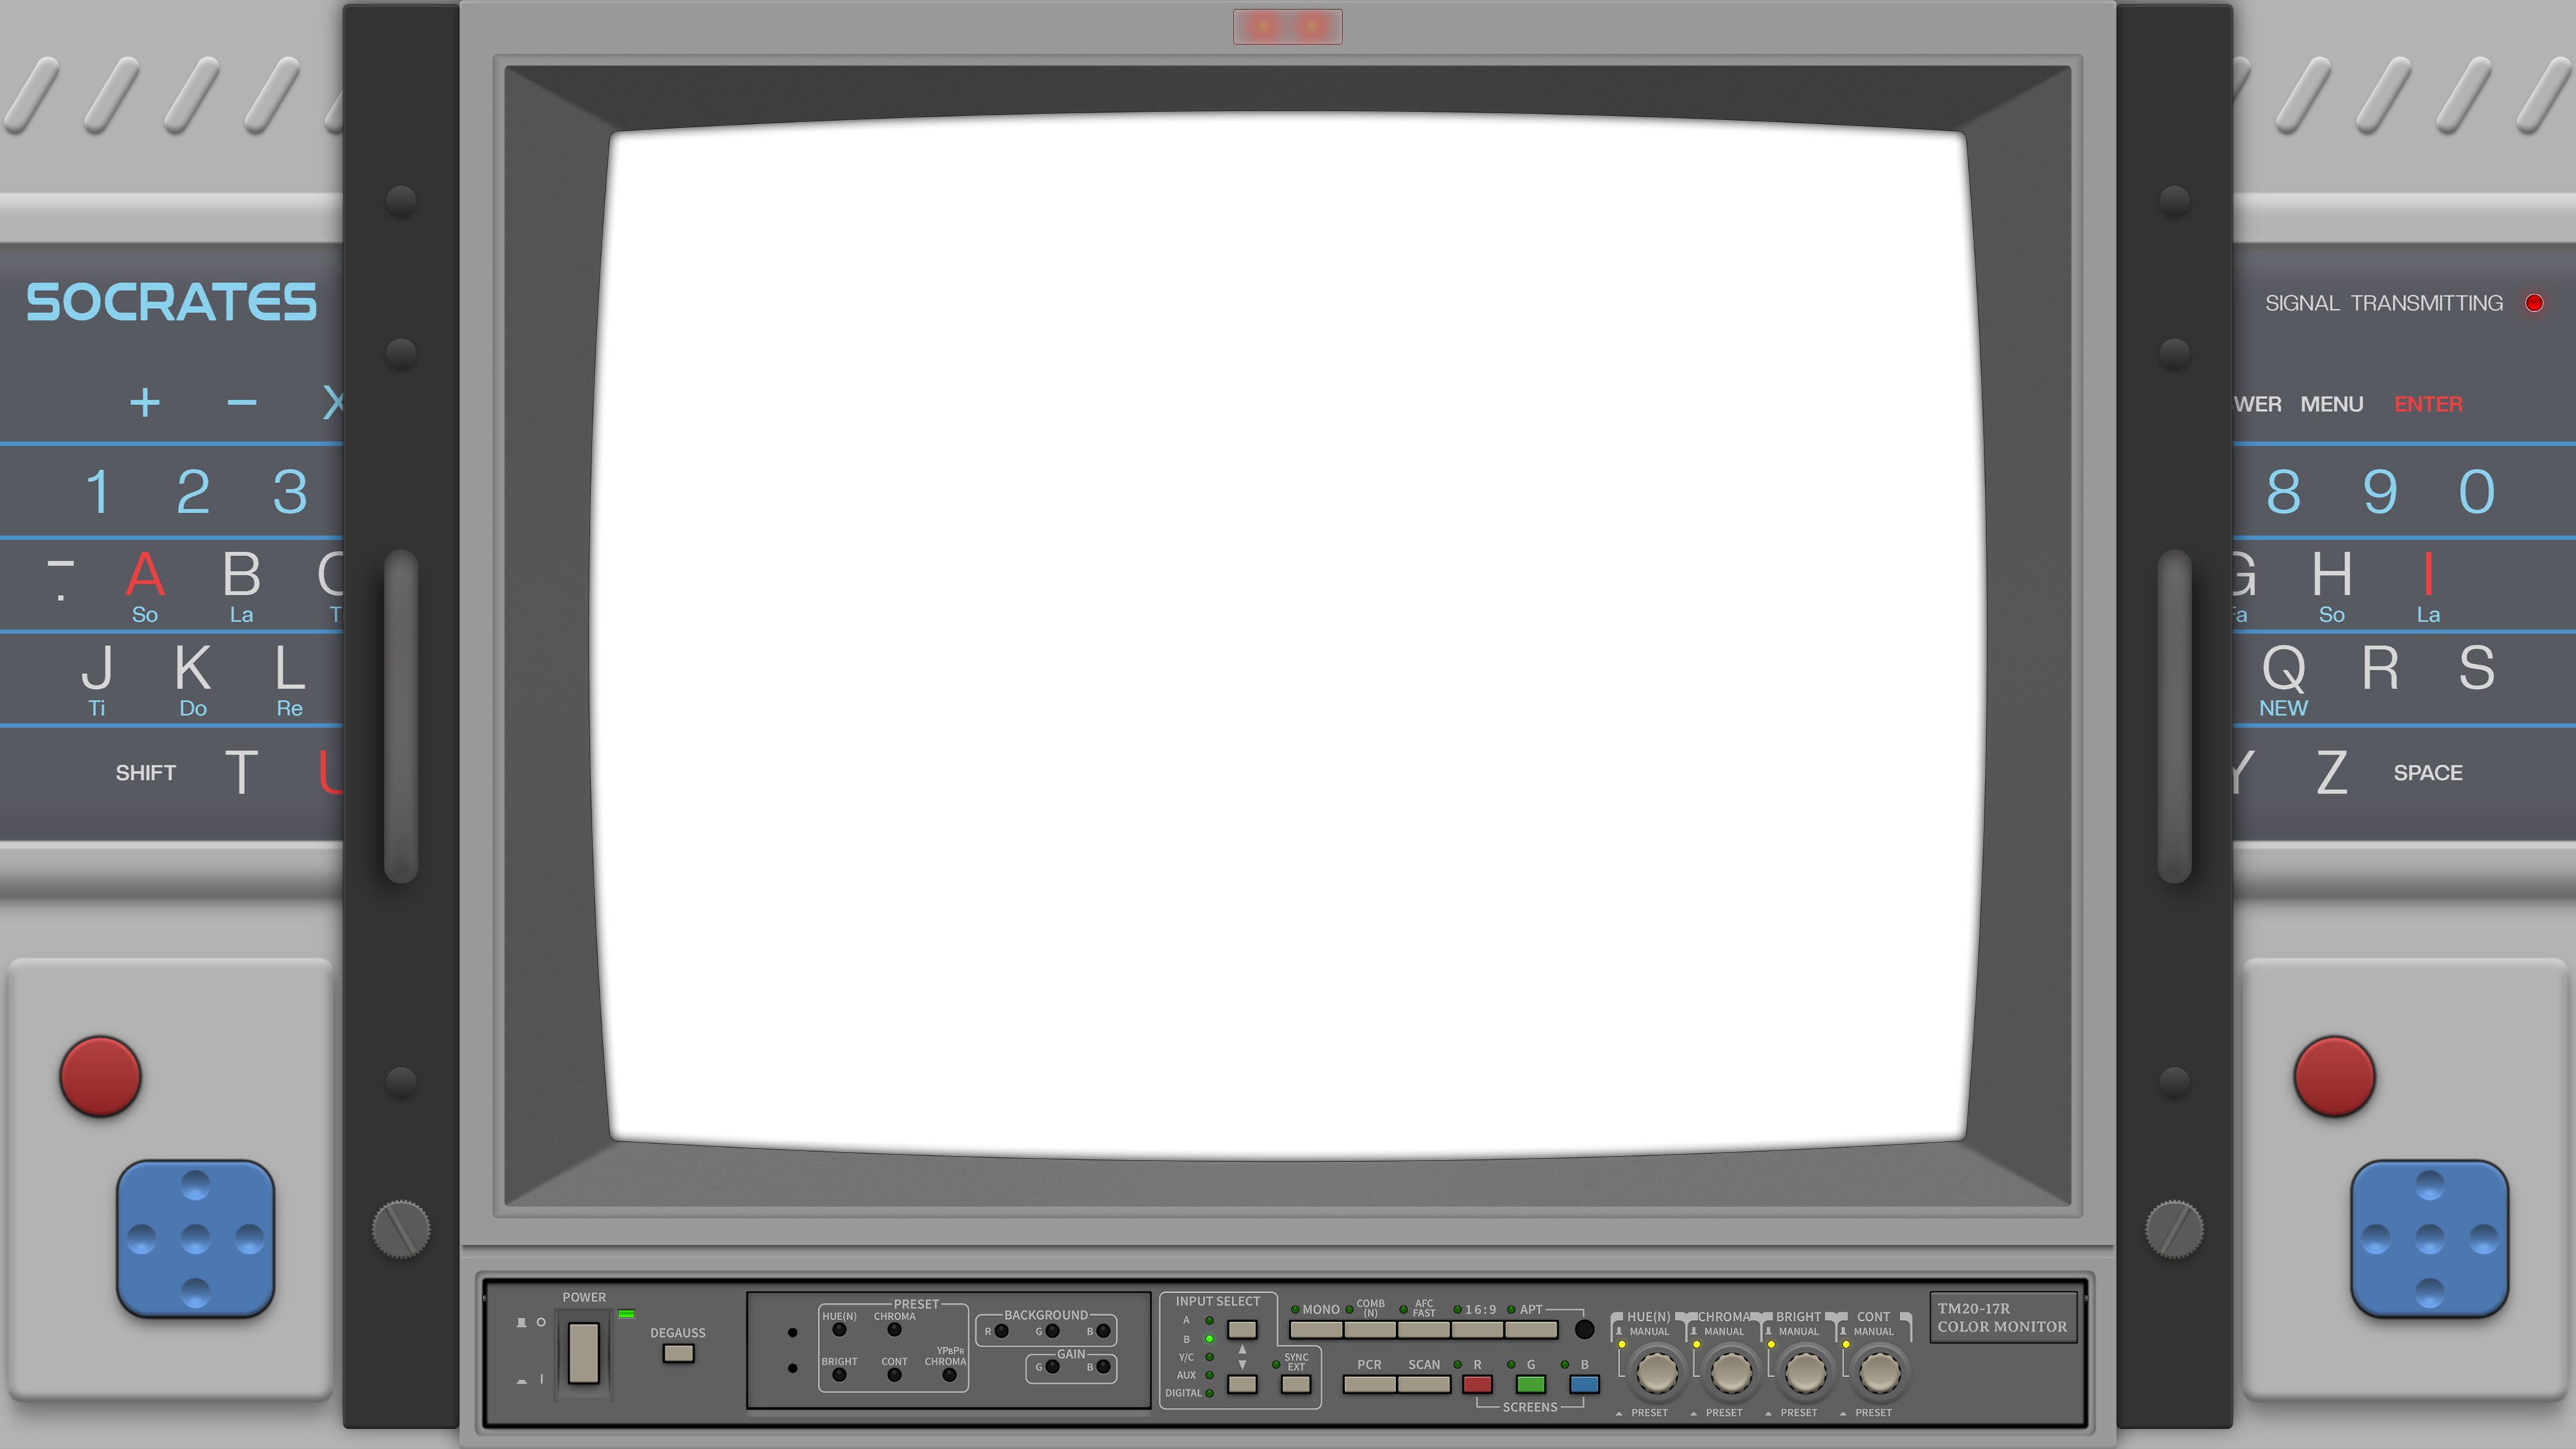 SOCRATES
+ − x
1 2 3
− . A B C
So La T
J K L
Ti Do Re
SHIFT T U
SIGNAL TRANSMITTING
WER MENU ENTER
8 9 0
G H I
Fa So La
Q R S
NEW
Y Z SPACE
POWER
DEGAUSS
PRESET
HUE(N) CHROMA
BRIGHT CONT YPBPR CHROMA
BACKGROUND
R G B
GAIN
G B
INPUT SELECT
A
B
Y/C
AUX
DIGITAL
SYNC EXT
MONO COMB (N) AFC FAST 16:9 APT
PCR SCAN R G B
SCREENS
HUE(N) CHROMA BRIGHT CONT
MANUAL MANUAL MANUAL MANUAL
PRESET PRESET PRESET PRESET
TM20-17R
COLOR MONITOR